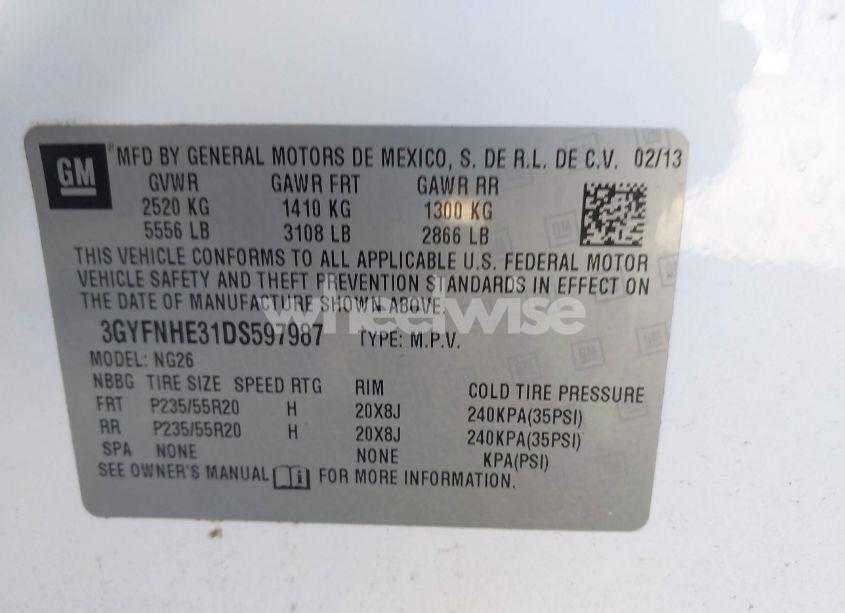 GM
MFD BY GENERAL MOTORS DE MEXICO, S. DE R.L. DE C.V. 02/13
GVWR GAWR FRT GAWR RR
2520 KG 1410 KG 1300 KG
5556 LB 3108 LB 2866 LB
THIS VEHICLE CONFORMS TO ALL APPLICABLE U.S. FEDERAL MOTOR
VEHICLE SAFETY AND THEFT PREVENTION STANDARDS IN EFFECT ON
THE DATE OF MANUFACTURE SHOWN ABOVE.
wheelwise
3GYFNHE31DS597987 TYPE: M.P.V.
MODEL: NG26
NBBG TIRE SIZE SPEED RTG RIM COLD TIRE PRESSURE
FRT P235/55R20 H 20X8J 240KPA(35PSI)
RR P235/55R20 H 20X8J 240KPA(35PSI)
SPA NONE NONE KPA(PSI)
SEE OWNER'S MANUAL i FOR MORE INFORMATION.